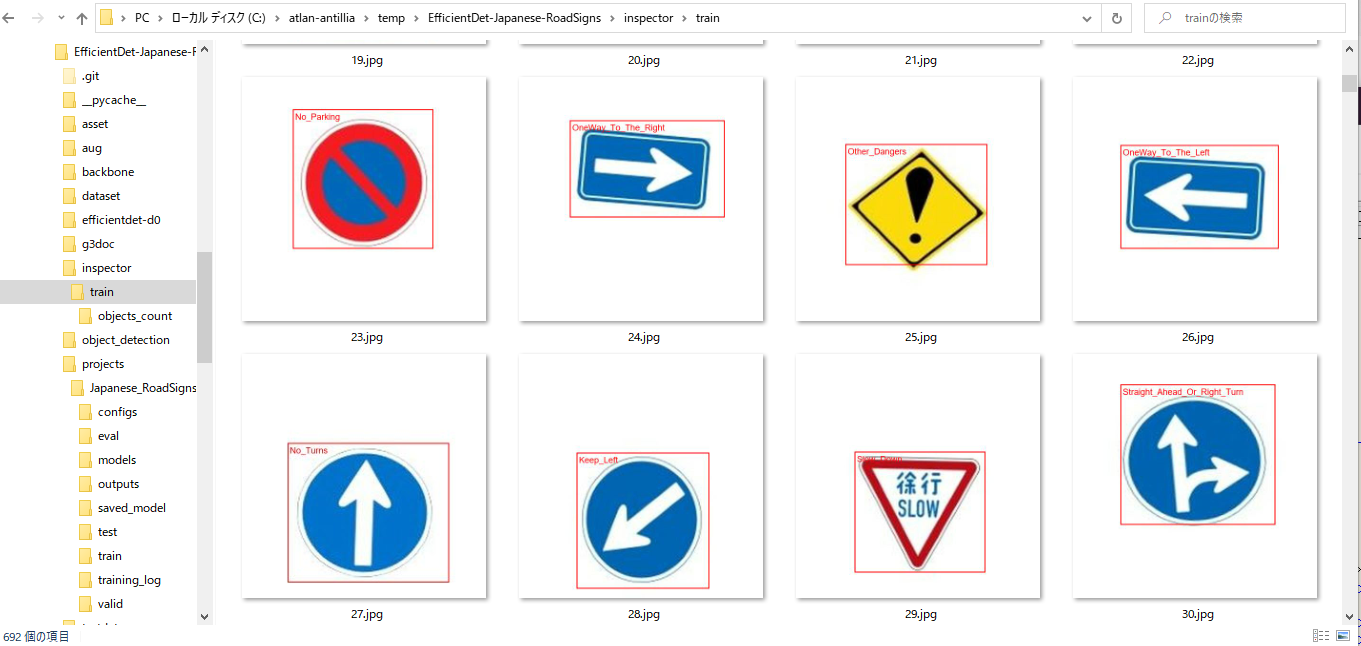 PC › ローカル ディスク (C:) › atlan-antillia › temp › EfficientDet-Japanese-RoadSigns › inspector › train
trainの検索
EfficientDet-Japanese-R
.git
__pycache__
asset
aug
backbone
dataset
efficientdet-d0
g3doc
inspector
train
objects_count
object_detection
projects
Japanese_RoadSigns
configs
eval
models
outputs
saved_model
test
train
training_log
valid
19.jpg
20.jpg
21.jpg
22.jpg
No_Parking
OneWay_To_The_Right
Other_Dangers
OneWay_To_The_Left
23.jpg
24.jpg
25.jpg
26.jpg
No_Turns
Keep_Left
Slow_Down
徐行
SLOW
Straight_Ahead_Or_Right_Turn
27.jpg
28.jpg
29.jpg
30.jpg
692 個の項目